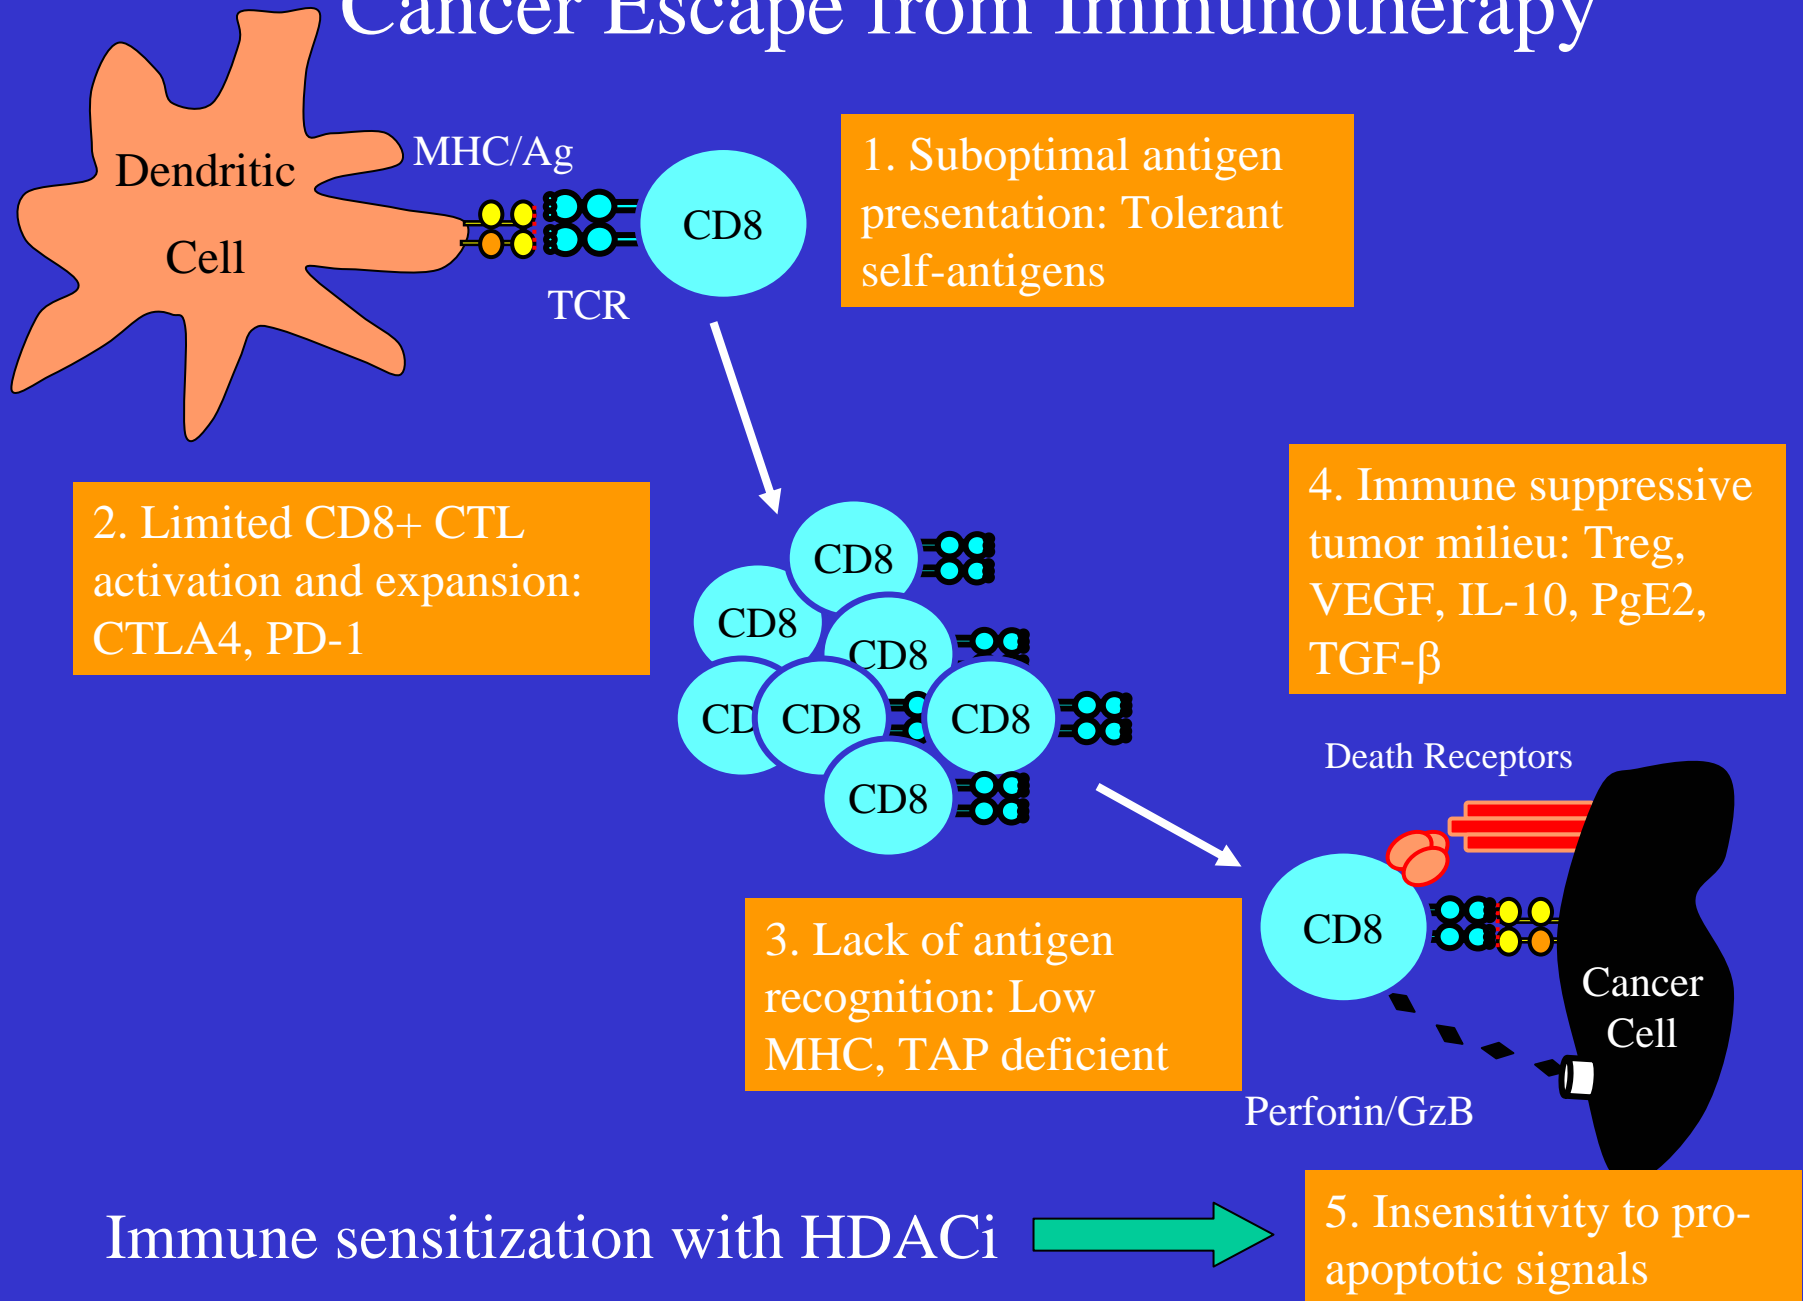 Cancer Escape from Immunotherapy
Dendritic
Cell
MHC/Ag
TCR
CD8
1. Suboptimal antigen
presentation: Tolerant
self-antigens
2. Limited CD8+ CTL
activation and expansion:
CTLA4, PD-1
CD8
CD8
CD8
CD
CD8
CD8
CD8
4. Immune suppressive
tumor milieu: Treg,
VEGF, IL-10, PgE2,
TGF-β
Death Receptors
3. Lack of antigen
recognition: Low
MHC, TAP deficient
CD8
Cancer
Cell
Perforin/GzB
Immune sensitization with HDACi
5. Insensitivity to pro-
apoptotic signals